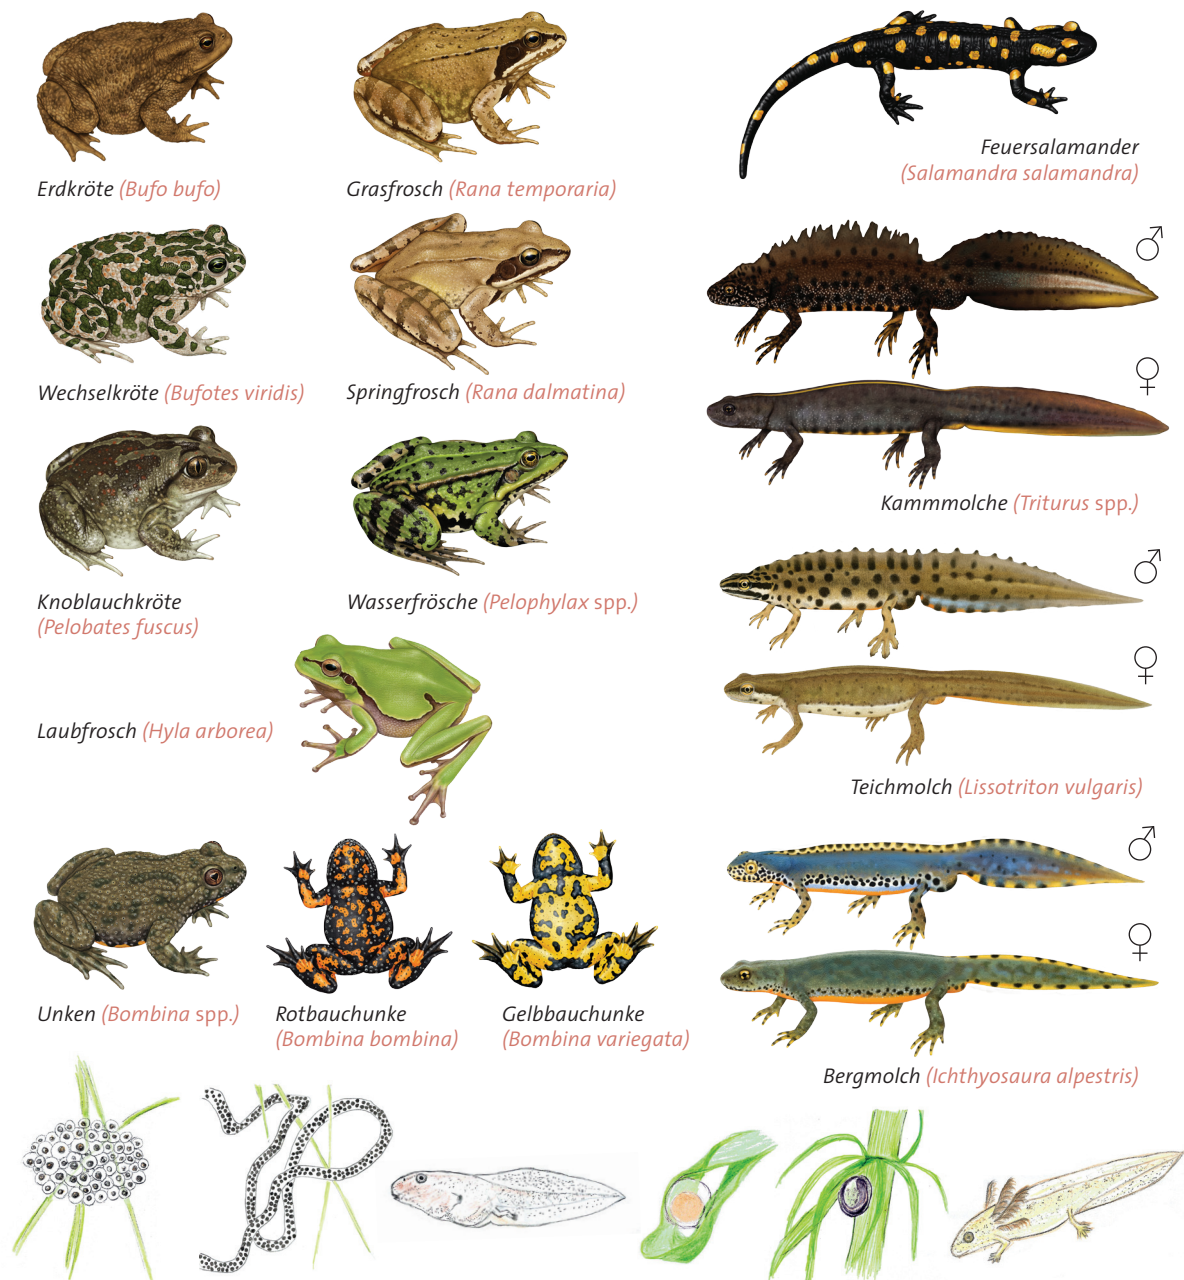 Erdkröte (Bufo bufo)
Grasfrosch (Rana temporaria)
Feuersalamander
(Salamandra salamandra)
♂
Wechselkröte (Bufotes viridis)
Springfrosch (Rana dalmatina)
♀
Kammmolche (Triturus spp.)
♂
Knoblauchkröte
(Pelobates fuscus)
Wasserfrösche (Pelophylax spp.)
♀
Laubfrosch (Hyla arborea)
Teichmolch (Lissotriton vulgaris)
♂
♀
Unken (Bombina spp.)
Rotbauchunke
(Bombina bombina)
Gelbbauchunke
(Bombina variegata)
Bergmolch (Ichthyosaura alpestris)